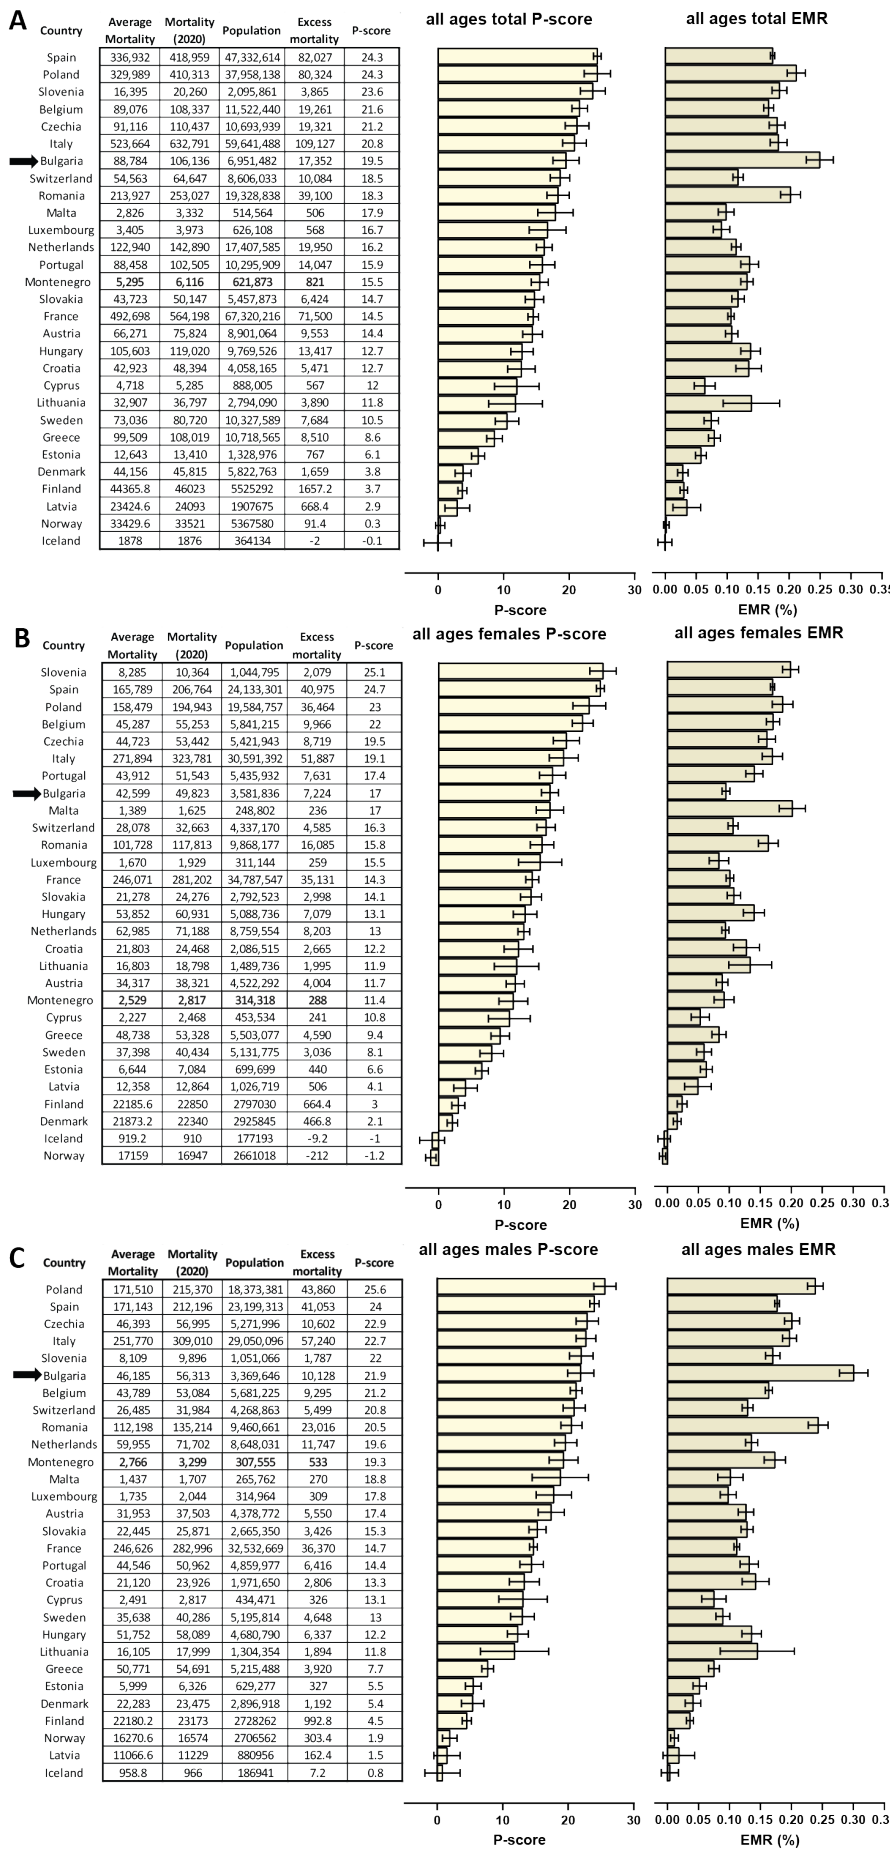 A
all ages total P-score
all ages total EMR
Country Average Mortality Mortality (2020) Population Excess mortality P-score
Spain 336,932 418,959 47,332,614 82,027 24.3
Poland 329,989 410,313 37,958,138 80,324 24.3
Slovenia 16,395 20,260 2,095,861 3,865 23.6
Belgium 89,076 108,337 11,522,440 19,261 21.6
Czechia 91,116 110,437 10,693,939 19,321 21.2
Italy 523,664 632,791 59,641,488 109,127 20.8
Bulgaria 88,784 106,136 6,951,482 17,352 19.5
Switzerland 54,563 64,647 8,606,033 10,084 18.5
Romania 213,927 253,027 19,328,838 39,100 18.3
Malta 2,826 3,332 514,564 506 17.9
Luxembourg 3,405 3,973 626,108 568 16.7
Netherlands 122,940 142,890 17,407,585 19,950 16.2
Portugal 88,458 102,505 10,295,909 14,047 15.9
Montenegro 5,295 6,116 621,873 821 15.5
Slovakia 43,723 50,147 5,457,873 6,424 14.7
France 492,698 564,198 67,320,216 71,500 14.5
Austria 66,271 75,824 8,901,064 9,553 14.4
Hungary 105,603 119,020 9,769,526 13,417 12.7
Croatia 42,923 48,394 4,058,165 5,471 12.7
Cyprus 4,718 5,285 888,005 567 12
Lithuania 32,907 36,797 2,794,090 3,890 11.8
Sweden 73,036 80,720 10,327,589 7,684 10.5
Greece 99,509 108,019 10,718,565 8,510 8.6
Estonia 12,643 13,410 1,328,976 767 6.1
Denmark 44,156 45,815 5,822,763 1,659 3.8
Finland 44365.8 46023 5525292 1657.2 3.7
Latvia 23424.6 24093 1907675 668.4 2.9
Norway 33429.6 33521 5367580 91.4 0.3
Iceland 1878 1876 364134 -2 -0.1
0 10 20 30
P-score
0.00 0.05 0.10 0.15 0.20 0.25 0.30 0.35
EMR (%)
B
all ages females P-score
all ages females EMR
Country Average Mortality Mortality (2020) Population Excess mortality P-score
Slovenia 8,285 10,364 1,044,795 2,079 25.1
Spain 165,789 206,764 24,133,301 40,975 24.7
Poland 158,479 194,943 19,584,757 36,464 23
Belgium 45,287 55,253 5,841,215 9,966 22
Czechia 44,723 53,442 5,421,943 8,719 19.5
Italy 271,894 323,781 30,591,392 51,887 19.1
Portugal 43,912 51,543 5,435,932 7,631 17.4
Bulgaria 42,599 49,823 3,581,836 7,224 17
Malta 1,389 1,625 248,802 236 17
Switzerland 28,078 32,663 4,337,170 4,585 16.3
Romania 101,728 117,813 9,868,177 16,085 15.8
Luxembourg 1,670 1,929 311,144 259 15.5
France 246,071 281,202 34,787,547 35,131 14.3
Slovakia 21,278 24,276 2,792,523 2,998 14.1
Hungary 53,852 60,931 5,088,736 7,079 13.1
Netherlands 62,985 71,188 8,759,554 8,203 13
Croatia 21,803 24,468 2,086,515 2,665 12.2
Lithuania 16,803 18,798 1,489,736 1,995 11.9
Austria 34,317 38,321 4,522,292 4,004 11.7
Montenegro 2,529 2,817 314,318 288 11.4
Cyprus 2,227 2,468 453,534 241 10.8
Greece 48,738 53,328 5,503,077 4,590 9.4
Sweden 37,398 40,434 5,131,775 3,036 8.1
Estonia 6,644 7,084 699,699 440 6.6
Latvia 12,358 12,864 1,026,719 506 4.1
Finland 22185.6 22850 2797030 664.4 3
Denmark 21873.2 22340 2925845 466.8 2.1
Iceland 919.2 910 177193 -9.2 -1
Norway 17159 16947 2661018 -212 -1.2
0 10 20 30
P-score
0.00 0.05 0.10 0.15 0.20 0.25 0.30 0.3
EMR (%)
C
all ages males P-score
all ages males EMR
Country Average Mortality Mortality (2020) Population Excess mortality P-score
Poland 171,510 215,370 18,373,381 43,860 25.6
Spain 171,143 212,196 23,199,313 41,053 24
Czechia 46,393 56,995 5,271,996 10,602 22.9
Italy 251,770 309,010 29,050,096 57,240 22.7
Slovenia 8,109 9,896 1,051,066 1,787 22
Bulgaria 46,185 56,313 3,369,646 10,128 21.9
Belgium 43,789 53,084 5,681,225 9,295 21.2
Switzerland 26,485 31,984 4,268,863 5,499 20.8
Romania 112,198 135,214 9,460,661 23,016 20.5
Netherlands 59,955 71,702 8,648,031 11,747 19.6
Montenegro 2,766 3,299 307,555 533 19.3
Malta 1,437 1,707 265,762 270 18.8
Luxembourg 1,735 2,044 314,964 309 17.8
Austria 31,953 37,503 4,378,772 5,550 17.4
Slovakia 22,445 25,871 2,665,350 3,426 15.3
France 246,626 282,996 32,532,669 36,370 14.7
Portugal 44,546 50,962 4,859,977 6,416 14.4
Croatia 21,120 23,926 1,971,650 2,806 13.3
Cyprus 2,491 2,817 434,471 326 13.1
Sweden 35,638 40,286 5,195,814 4,648 13
Hungary 51,752 58,089 4,680,790 6,337 12.2
Lithuania 16,105 17,999 1,304,354 1,894 11.8
Greece 50,771 54,691 5,215,488 3,920 7.7
Estonia 5,999 6,326 629,277 327 5.5
Denmark 22,283 23,475 2,896,918 1,192 5.4
Finland 22180.2 23173 2728262 992.8 4.5
Norway 16270.6 16574 2706562 303.4 1.9
Latvia 11066.6 11229 880956 162.4 1.5
Iceland 958.8 966 186941 7.2 0.8
0 10 20 30
P-score
0.00 0.05 0.10 0.15 0.20 0.25 0.30 0.3
EMR (%)